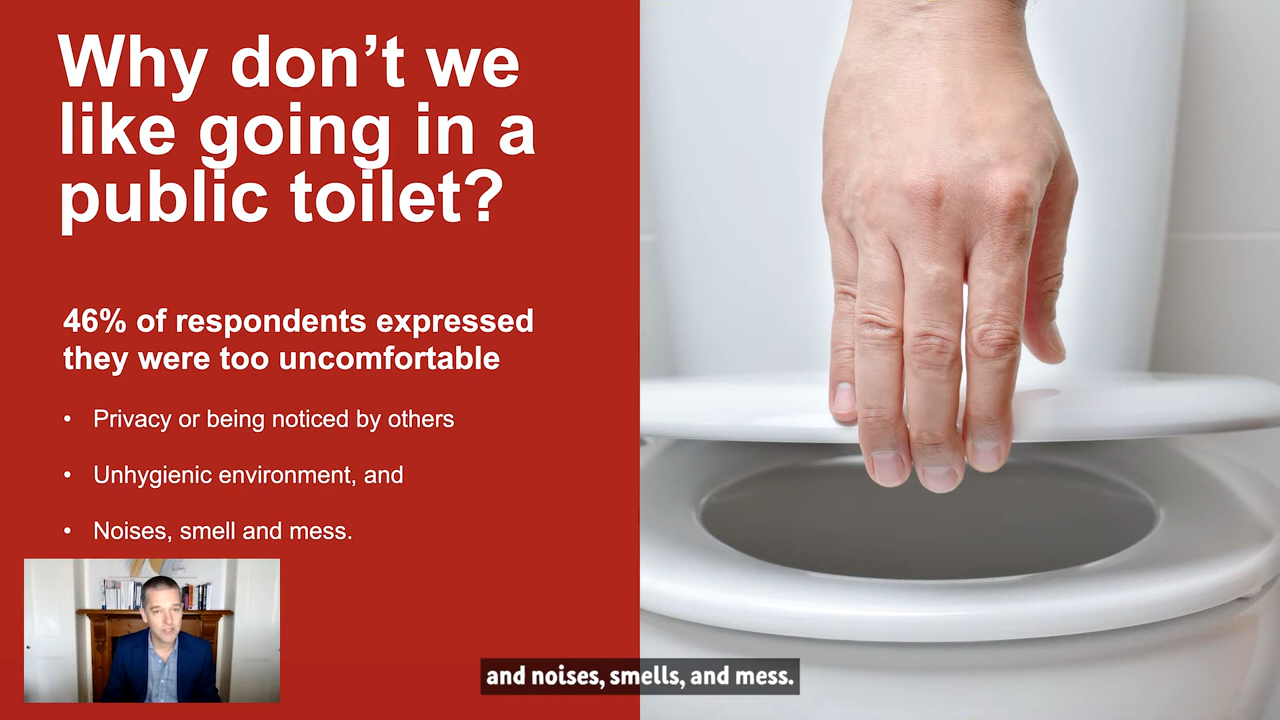 Why don’t we
like going in a
public toilet?
46% of respondents expressed
they were too uncomfortable
• Privacy or being noticed by others
• Unhygienic environment, and
• Noises, smell and mess.
and noises, smells, and mess.